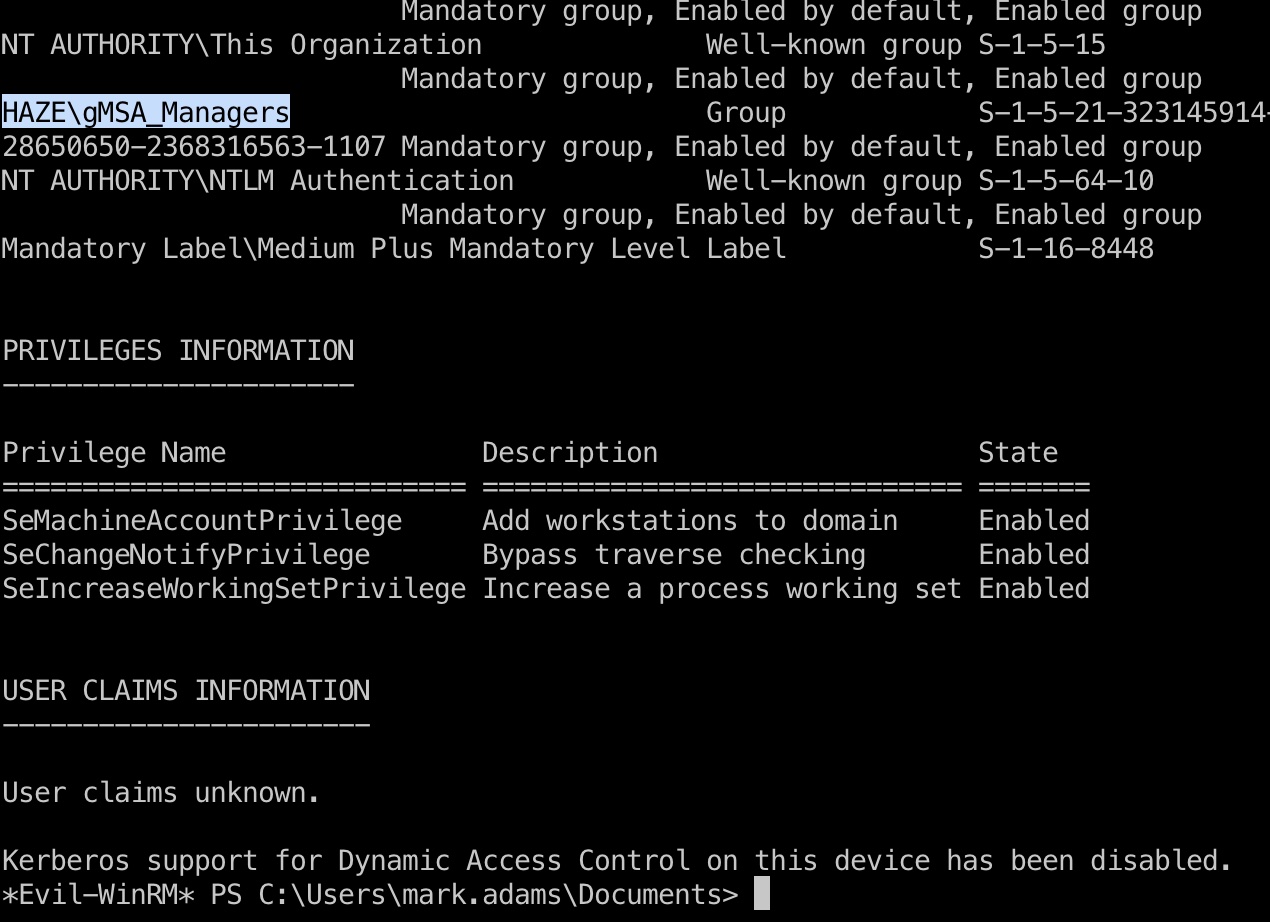 Mandatory group, Enabled by default, Enabled group
NT AUTHORITY\This Organization Well-known group S-1-5-15
Mandatory group, Enabled by default, Enabled group
HAZE\gMSA_Managers Group S-1-5-21-323145914-
28650650-2368316563-1107 Mandatory group, Enabled by default, Enabled group
NT AUTHORITY\NTLM Authentication Well-known group S-1-5-64-10
Mandatory group, Enabled by default, Enabled group
Mandatory Label\Medium Plus Mandatory Level Label S-1-16-8448
PRIVILEGES INFORMATION
----------------------
Privilege Name Description State
============================= ============================== =======
SeMachineAccountPrivilege Add workstations to domain Enabled
SeChangeNotifyPrivilege Bypass traverse checking Enabled
SeIncreaseWorkingSetPrivilege Increase a process working set Enabled
USER CLAIMS INFORMATION
-----------------------
User claims unknown.
Kerberos support for Dynamic Access Control on this device has been disabled.
*Evil-WinRM* PS C:\Users\mark.adams\Documents>